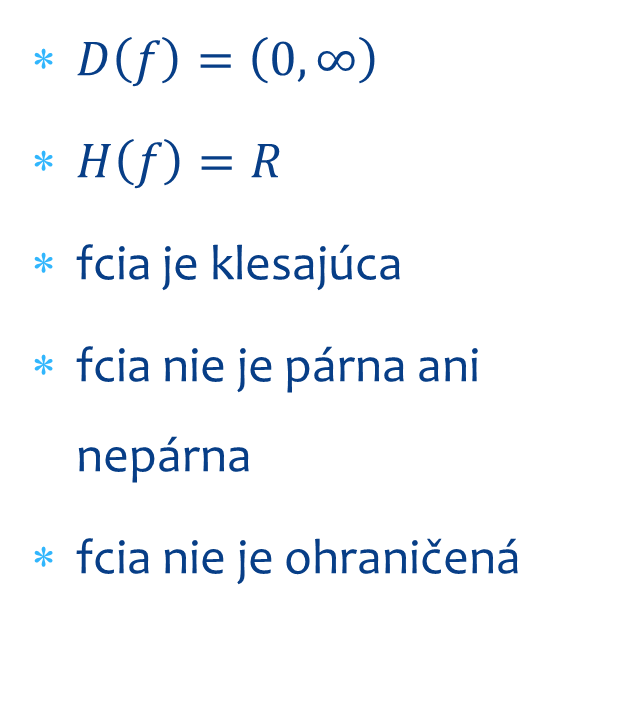 * D(f) = (0, ∞)
* H(f) = R
* fcia je klesajúca
* fcia nie je párna ani
nepárna
* fcia nie je ohraničená